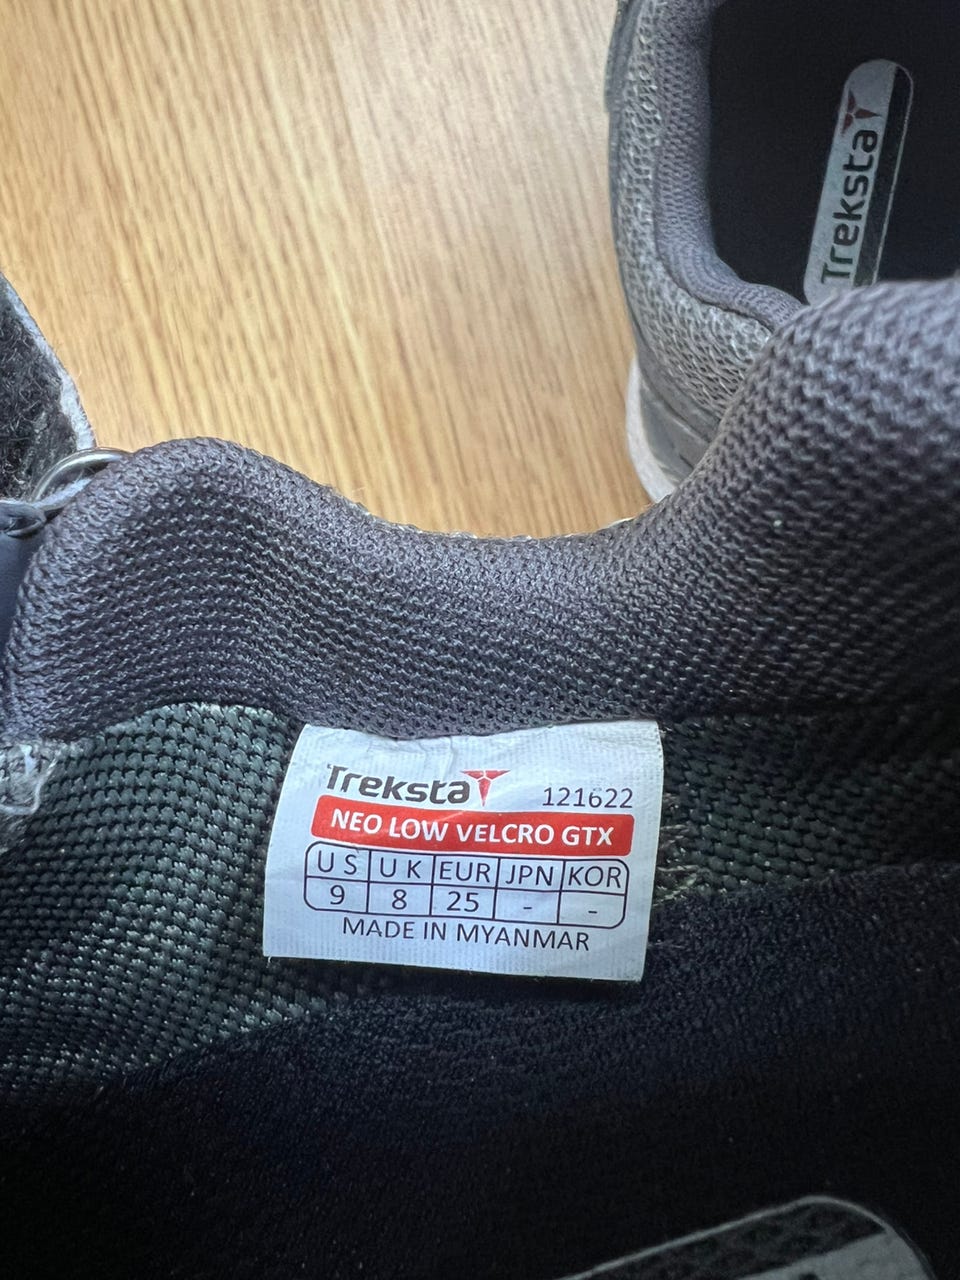 Treksta
Treksta
121622
NEO LOW VELCRO GTX
US UK EUR JPN KOR
9 8 25 - -
MADE IN MYANMAR